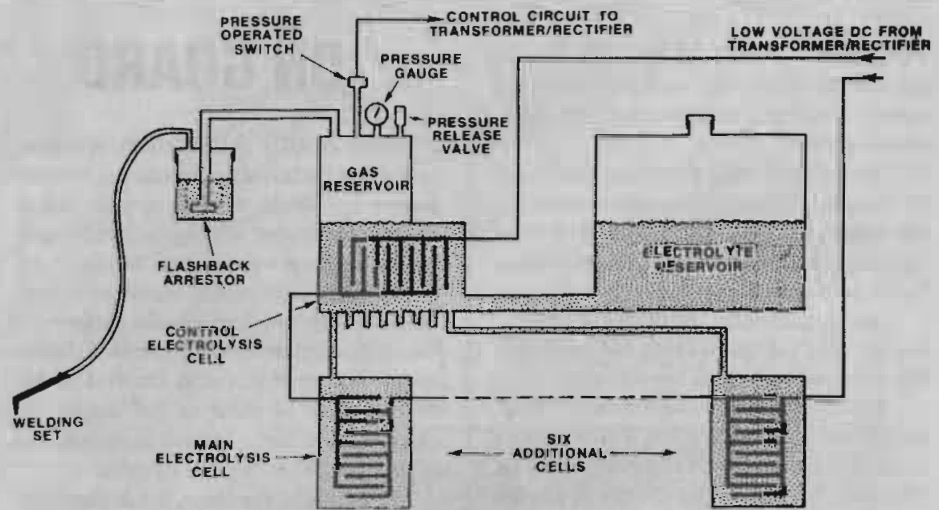 PRESSURE
OPERATED
SWITCH
CONTROL CIRCUIT TO
TRANSFORMER/RECTIFIER
LOW VOLTAGE DC FROM
TRANSFORMER/RECTIFIER
PRESSURE
GAUGE
PRESSURE
RELEASE
VALVE
GAS
RESERVOIR
ELECTROLYTE
RESERVOIR
FLASHBACK
ARRESTOR
CONTROL
ELECTROLYSIS
CELL
WELDING
SET
MAIN
ELECTROLYSIS
CELL
SIX
ADDITIONAL
CELLS